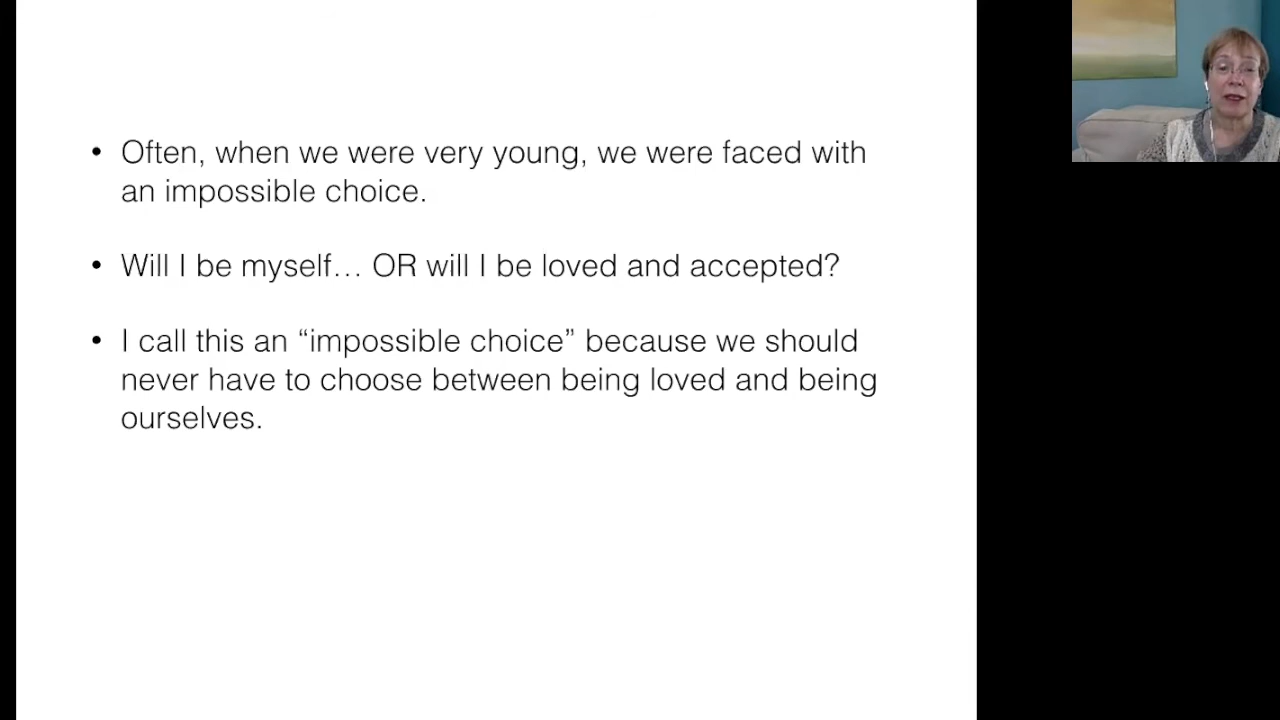 • Often, when we were very young, we were faced with
an impossible choice.
• Will I be myself… OR will I be loved and accepted?
• I call this an “impossible choice” because we should
never have to choose between being loved and being
ourselves.